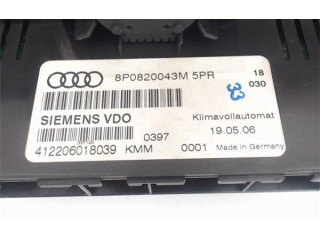 8P0820043M 5PR
18
030
33
SIEMENS VDO
Klimavollautomat
0397
19.05.06
412206018039 KMM
0001 Made in Germany